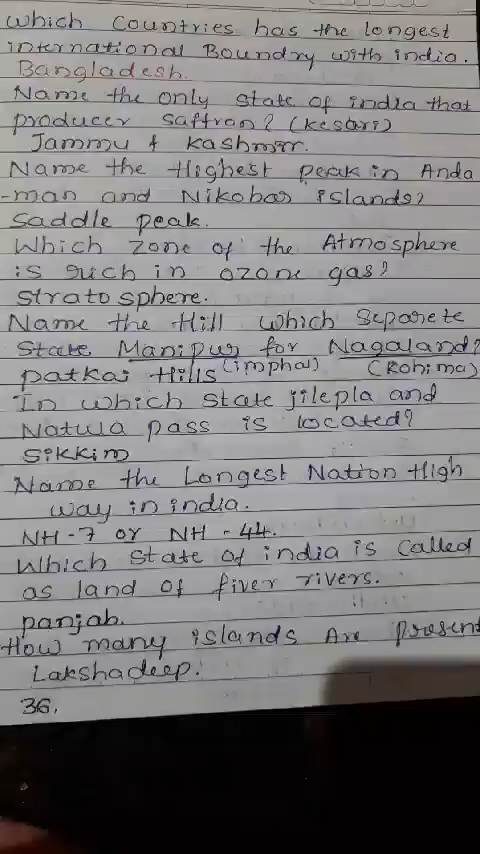 which countries has the longest
international Boundry with india.
Bangladesh.
Name the only state of india that
producer saffran? (kesari)
Jammu & kashmir.
Name the Highest peak in Anda
-man and Nikobar islands?
saddle peak.
Which zone of the Atmosphere
is such in ozone gas?
stratosphere.
Name the Hill which separete
state Manipur for Nagaland?
patkai Hills (imphal) (Kohima)
In which state jilepla and
Natula pass is located?
sikkim
Name the Longest Nation High
way in india.
NH-7 or NH-44.
Which state of india is called
as land of fiver rivers.
panjab.
How many islands Are present
Lakshadeep.
36.